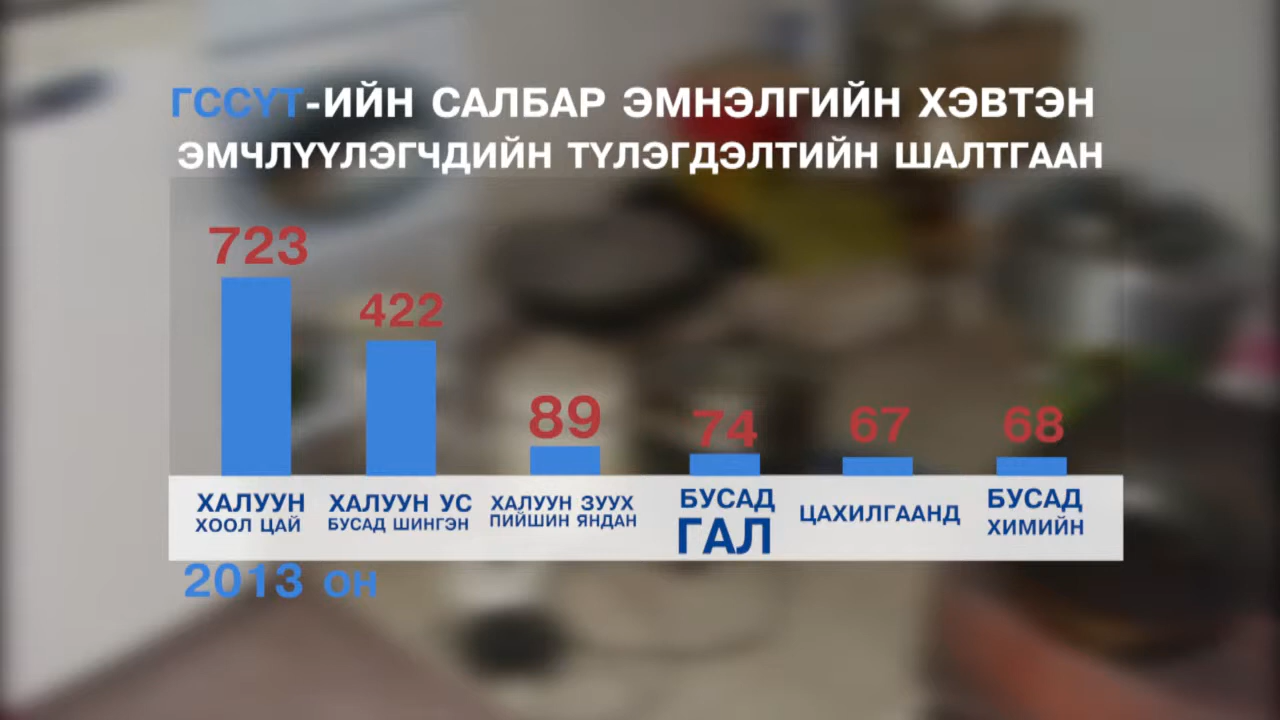 ГССҮТ-ИЙН САЛБАР ЭМНЭЛГИЙН ХЭВТЭН
ЭМЧЛҮҮЛЭГЧДИЙН ТҮЛЭГДЭЛТИЙН ШАЛТГААН
723
422
89
74
67
68
ХАЛУУН
ХООЛ ЦАЙ
ХАЛУУН УС
БУСАД ШИНГЭН
ХАЛУУН ЗУУХ
ПИЙШИН ЯНДАН
БУСАД
ГАЛ
ЦАХИЛГААНД
БУСАД
ХИМИЙН
2013 ОН